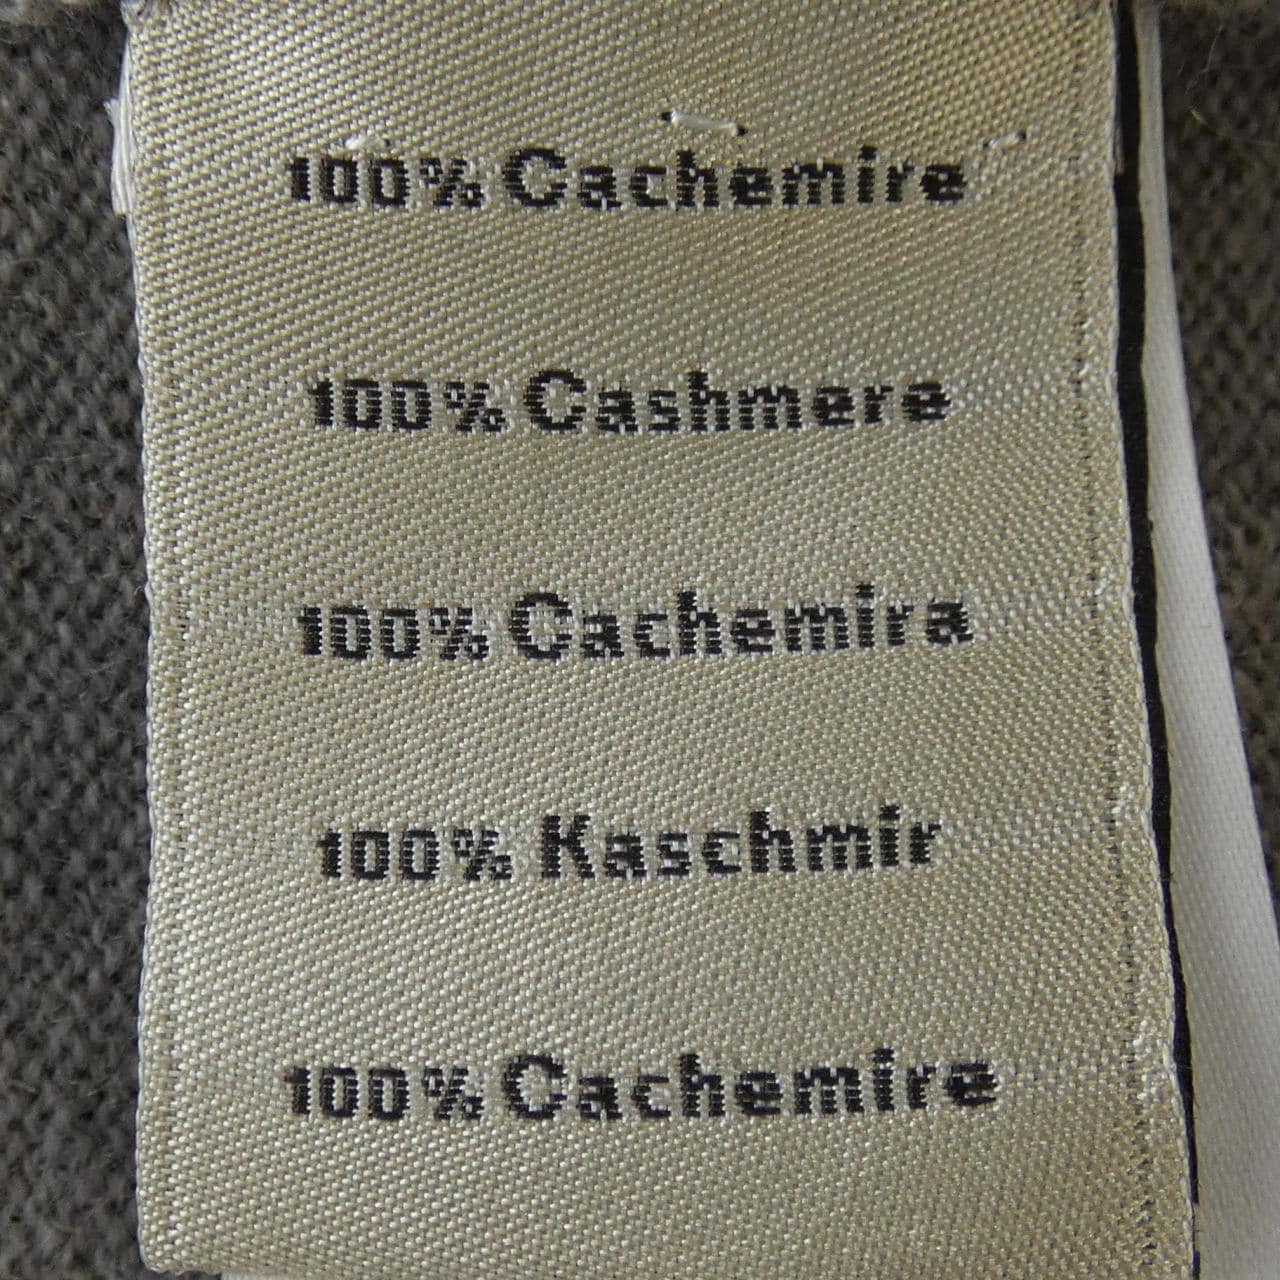 100% Cachemire
100% Cashmere
100% Cachemira
100% Kaschmir
100% Cachemire